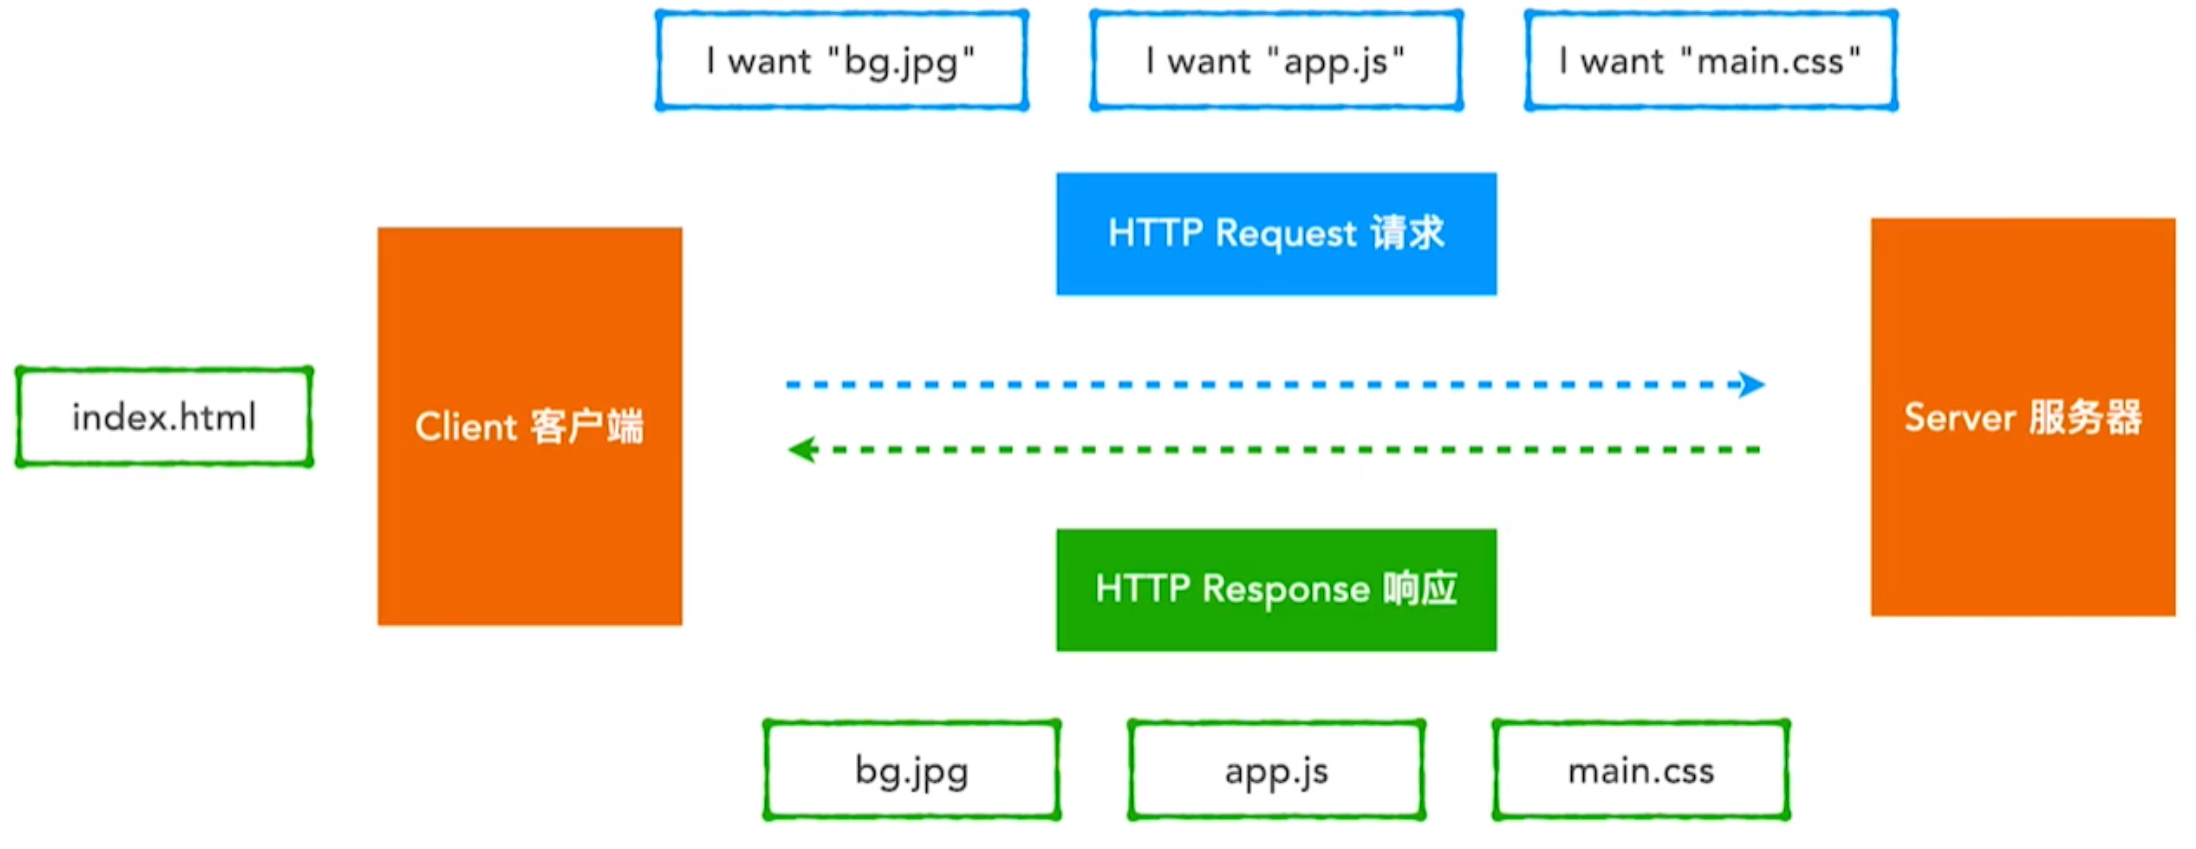 I want "bg.jpg"
I want "app.js"
I want "main.css"
HTTP Request 请求
index.html
Client 客户端
Server 服务器
HTTP Response 响应
bg.jpg
app.js
main.css